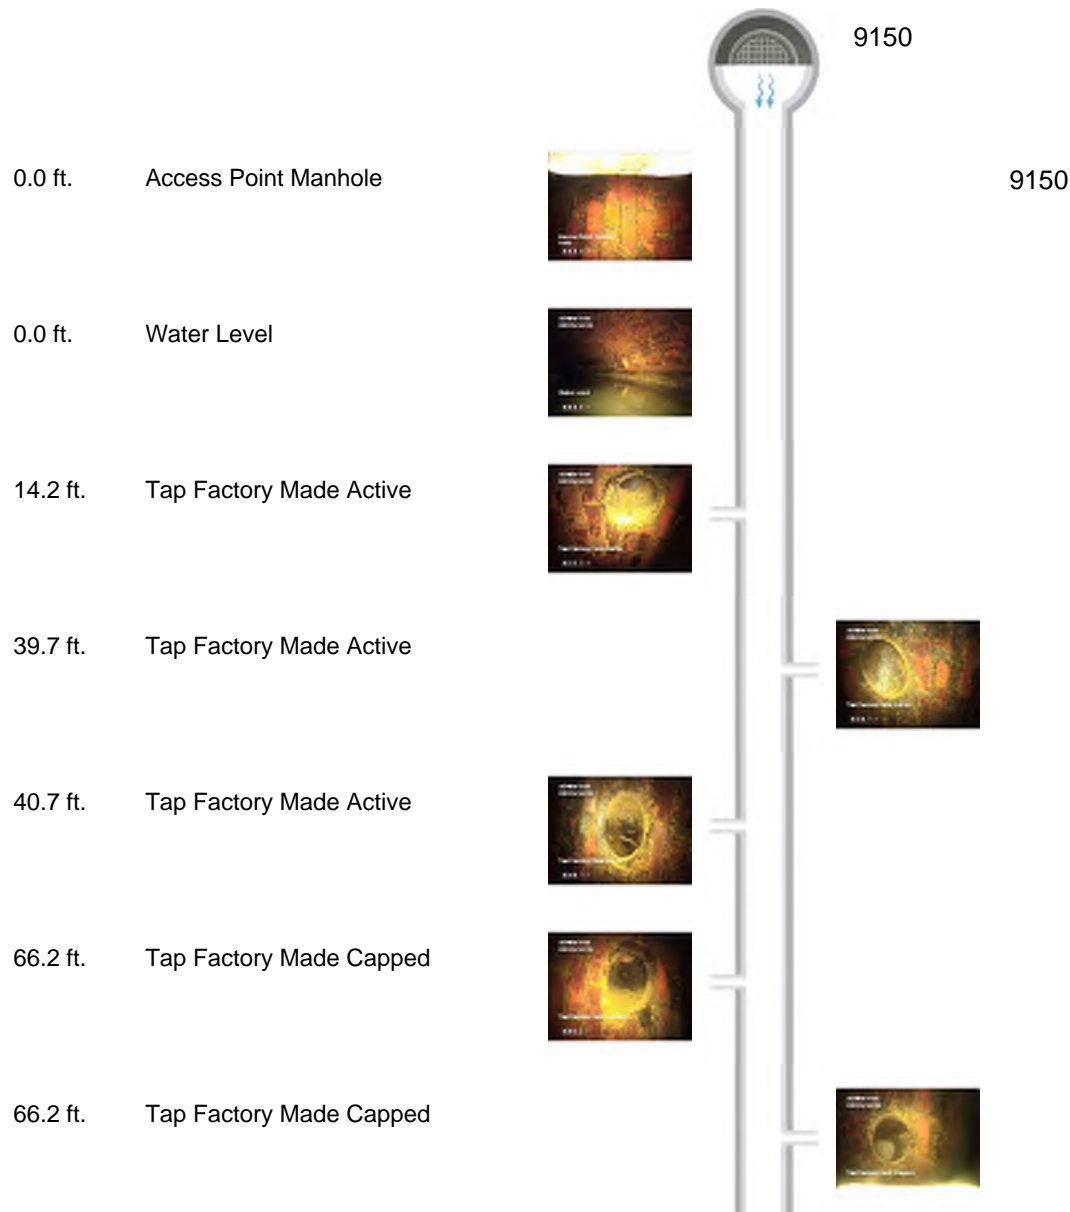 9150
0.0 ft. Access Point Manhole 9150
0.0 ft. Water Level
14.2 ft. Tap Factory Made Active
39.7 ft. Tap Factory Made Active
40.7 ft. Tap Factory Made Active
66.2 ft. Tap Factory Made Capped
66.2 ft. Tap Factory Made Capped